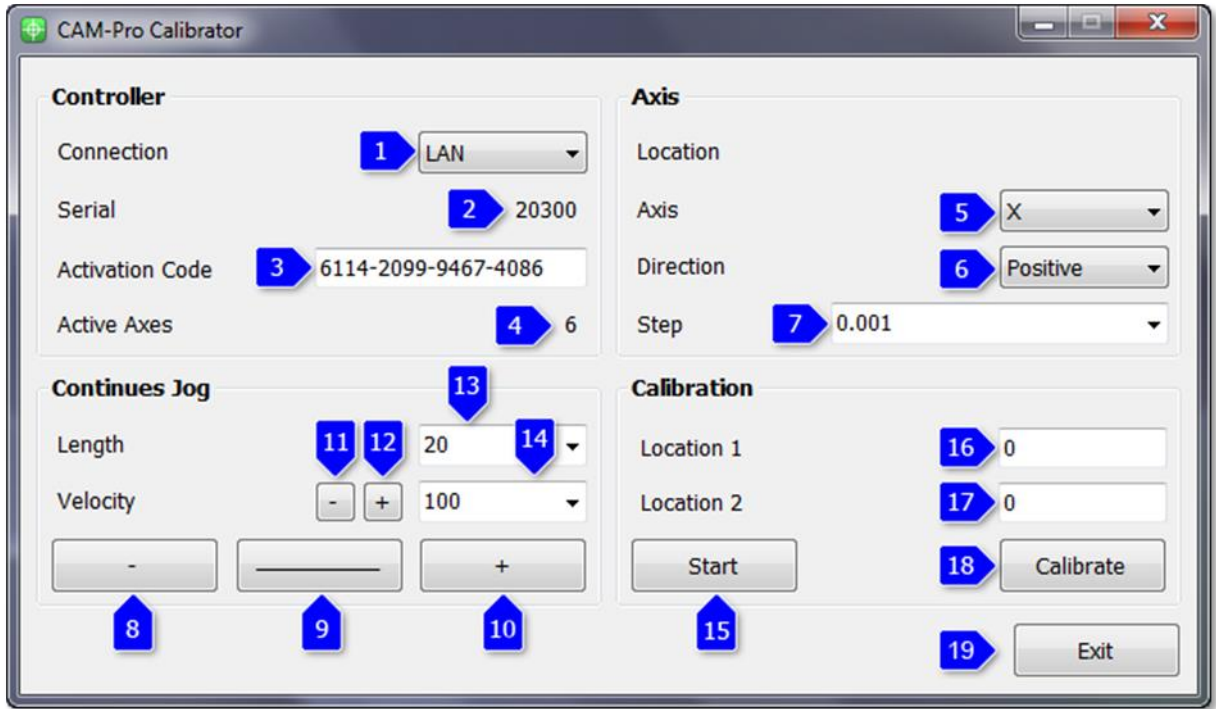 CAM-Pro Calibrator
Controller
Connection 1 LAN
Serial 2 20300
Activation Code 3 6114-2099-9467-4086
Active Axes 4 6
Axis
Location
Axis 5 X
Direction 6 Positive
Step 7 0.001
Continues Jog 13
Length 11 12 20 14
Velocity - + 100
- +
8 9 10
Calibration
Location 1 16 0
Location 2 17 0
Start 18 Calibrate
15
19 Exit